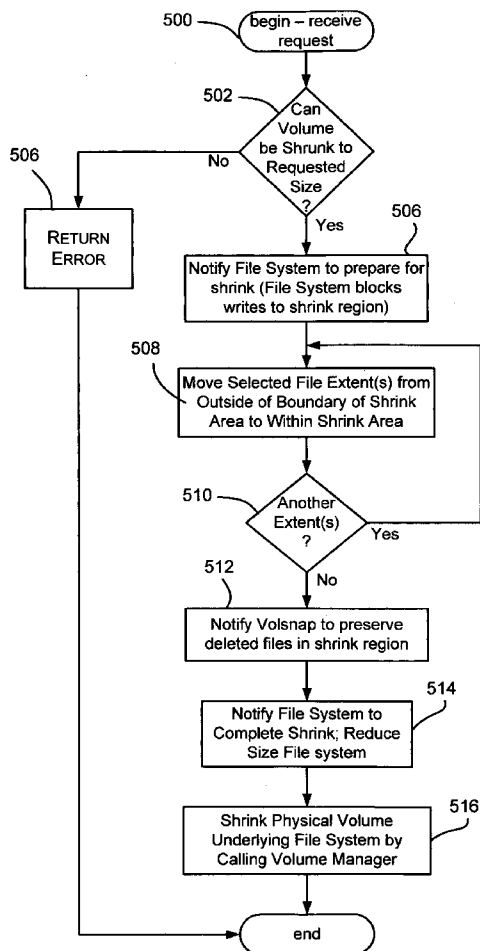 500
begin – receive
request
502
Can
Volume
be Shrunk to
Requested
Size
?
No
Yes
506
RETURN
ERROR
506
Notify File System to prepare for
shrink (File System blocks
writes to shrink region)
508
Move Selected File Extent(s) from
Outside of Boundary of Shrink
Area to Within Shrink Area
510
Another
Extent(s)
?
Yes
No
512
Notify Volsnap to preserve
deleted files in shrink region
514
Notify File System to
Complete Shrink; Reduce
Size File system
516
Shrink Physical Volume
Underlying File System by
Calling Volume Manager
end